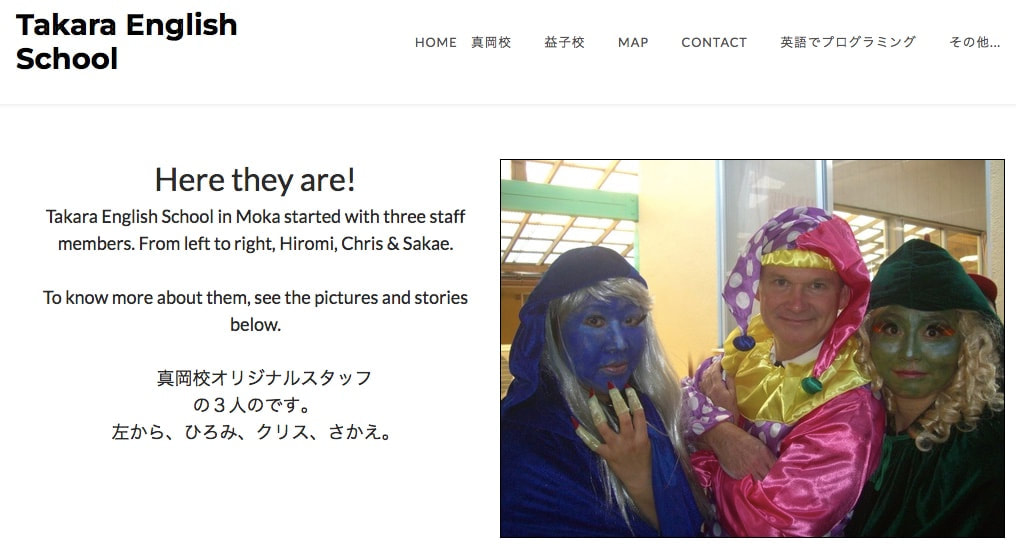 Takara English
School
HOME 真岡校 益子校 MAP CONTACT 英語でプログラミング その他...
Here they are!
Takara English School in Moka started with three staff
members. From left to right, Hiromi, Chris & Sakae.
To know more about them, see the pictures and stories
below.
真岡校オリジナルスタッフ
の３人のです。
左から、ひろみ、クリス、さかえ。